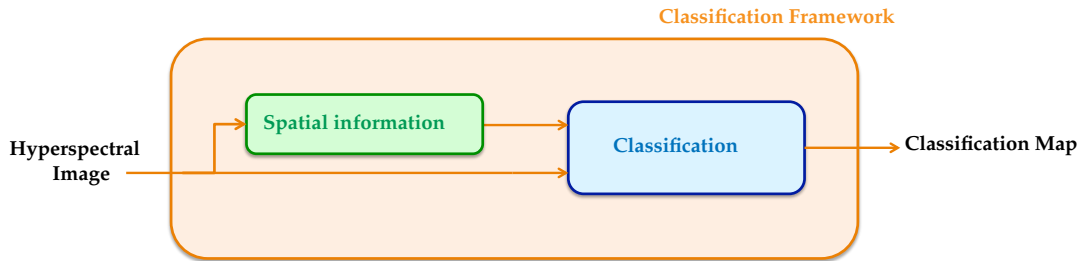 Classification Framework
Spatial information
Hyperspectral
Image
Classification
Classification Map